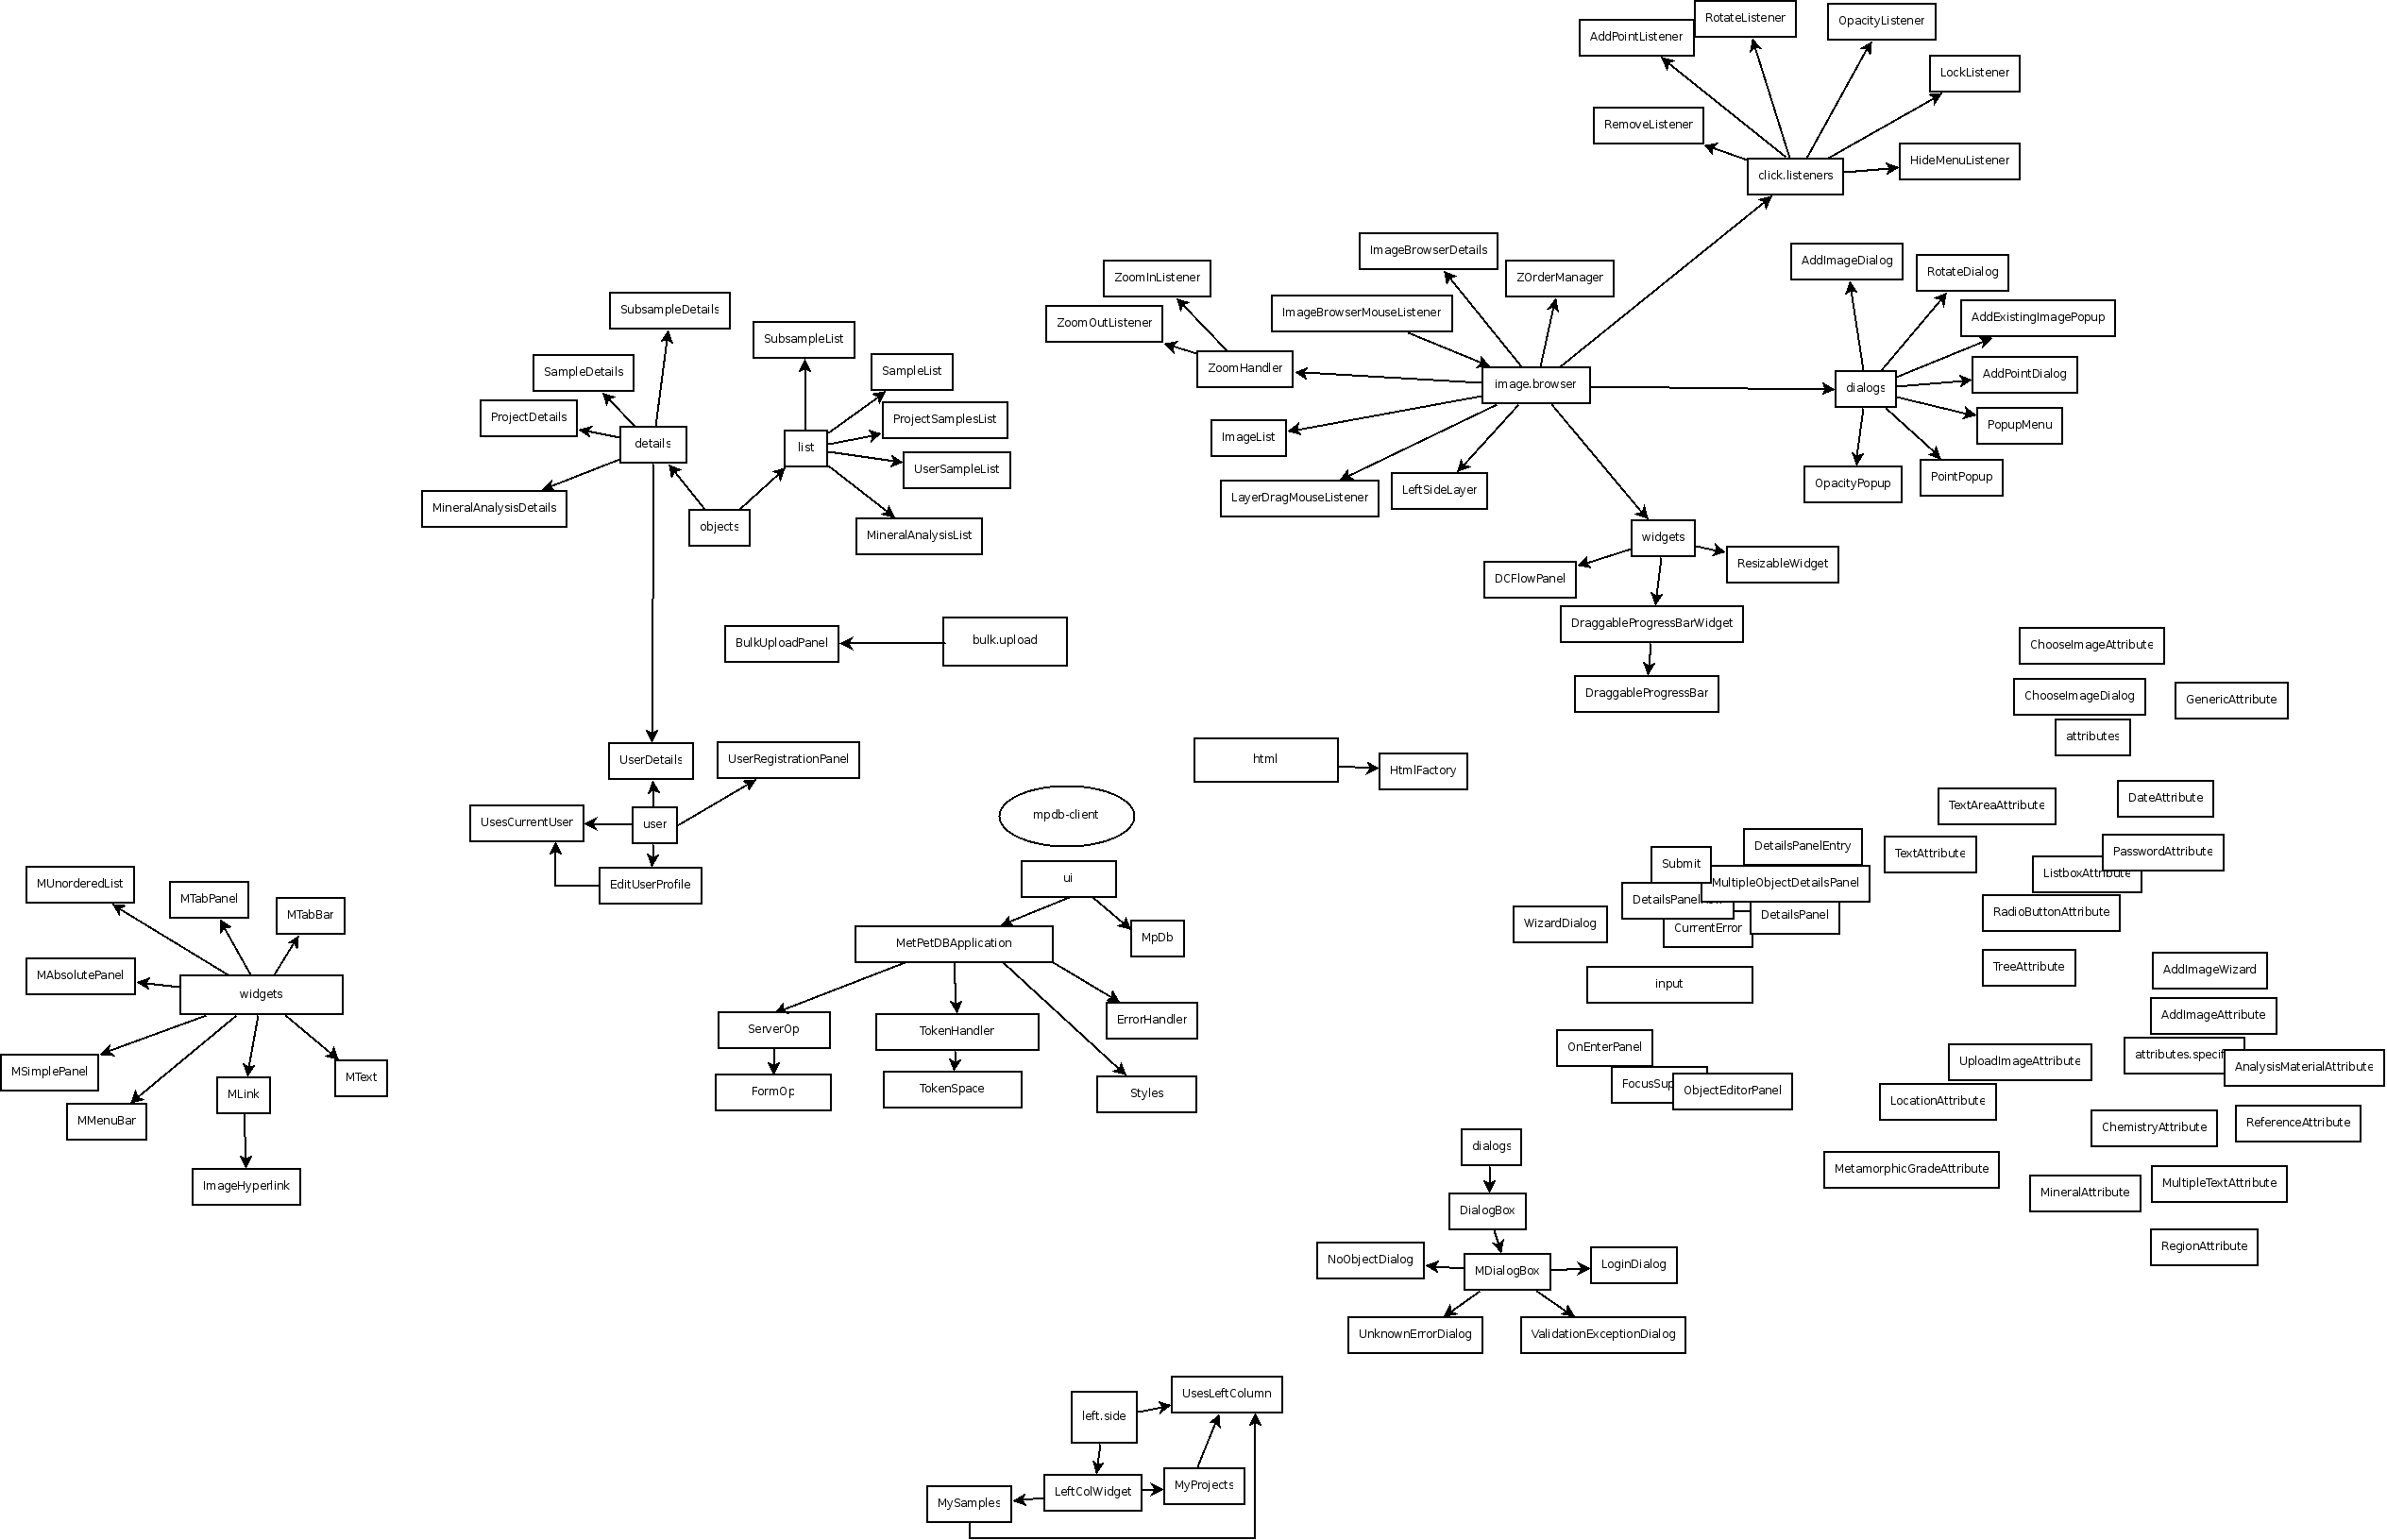 RotateListener
OpacityListener
AddPointListener
LockListener
RemoveListener
HideMenuListener
click.listeners
ImageBrowserDetails
AddImageDialog
RotateDialog
ZoomInListener
ZOrderManager
SubsampleDetails
ImageBrowserMouseListener
AddExistingImagePopup
ZoomOutListener
SubsampleList
ZoomHandler
SampleDetails
SampleList
image.browser
dialogs
AddPointDialog
ProjectDetails
ProjectSamplesList
PopupMenu
details
list
ImageList
UserSampleList
OpacityPopup
PointPopup
LayerDragMouseListener
LeftSideLayer
MineralAnalysisDetails
objects
MineralAnalysisList
widgets
DCFlowPanel
ResizableWidget
DraggableProgressBarWidget
BulkUploadPanel
bulk.upload
ChooseImageAttribute
DraggableProgressBar
ChooseImageDialog
GenericAttribute
attributes
UserDetails
UserRegistrationPanel
html
HtmlFactory
DateAttribute
TextAreaAttribute
mpdb-client
UsesCurrentUser
user
DetailsPanelEntry
TextAttribute
PasswordAttribute
Submit
ListboxAttribute
MUnorderedList
EditUserProfile
ui
MultipleObjectDetailsPanel
MTabPanel
MTabBar
RadioButtonAttribute
DetailsPanel
WizardDialog
CurrentError
MetPetDBApplication
MpDb
MAbsolutePanel
TreeAttribute
AddImageWizard
widgets
input
AddImageAttribute
ServerOp
TokenHandler
ErrorHandler
OnEnterPanel
UploadImageAttribute
AnalysisMaterialAttribute
MSimplePanel
MText
MLink
FormOp
TokenSpace
Styles
ObjectEditorPanel
LocationAttribute
MMenuBar
ChemistryAttribute
ReferenceAttribute
dialogs
ImageHyperlink
MetamorphicGradeAttribute
MineralAttribute
MultipleTextAttribute
DialogBox
RegionAttribute
NoObjectDialog
MDialogBox
LoginDialog
UnknownErrorDialog
ValidationExceptionDialog
UsesLeftColumn
left.side
MySamples
LeftColWidget
MyProjects